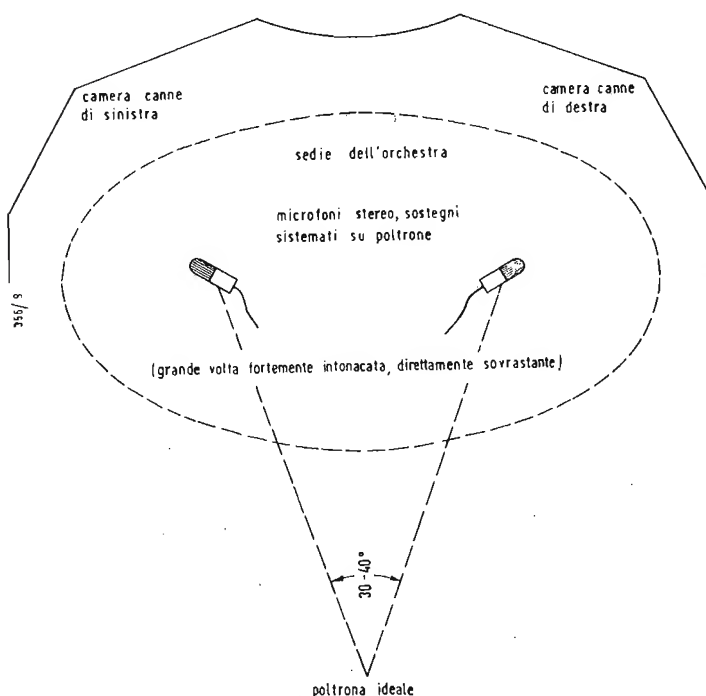 camera canne
di sinistra
camera canne
di destra
sedie dell'orchestra
microfoni stereo, sostegni
sistemati su poltrone
356/9
(grande volta fortemente intonacata, direttamente sovrastante)
30-40°
poltrona ideale